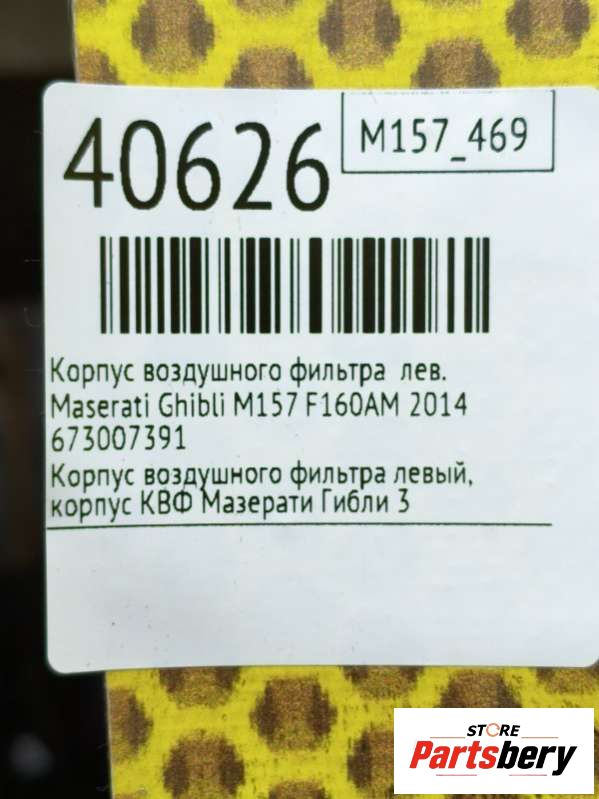 40626
M157_469
Корпус воздушного фильтра лев.
Maserati Ghibli M157 F160AM 2014
673007391
Корпус воздушного фильтра левый,
корпус КВФ Мазерати Гибли 3
STORE
Partsbery